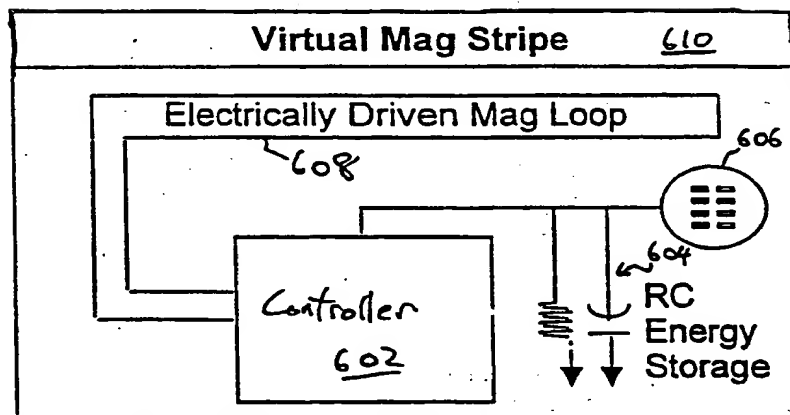 Virtual Mag Stripe 610
Electrically Driven Mag Loop
608
606
604
RC
Energy
Storage
Controller
602